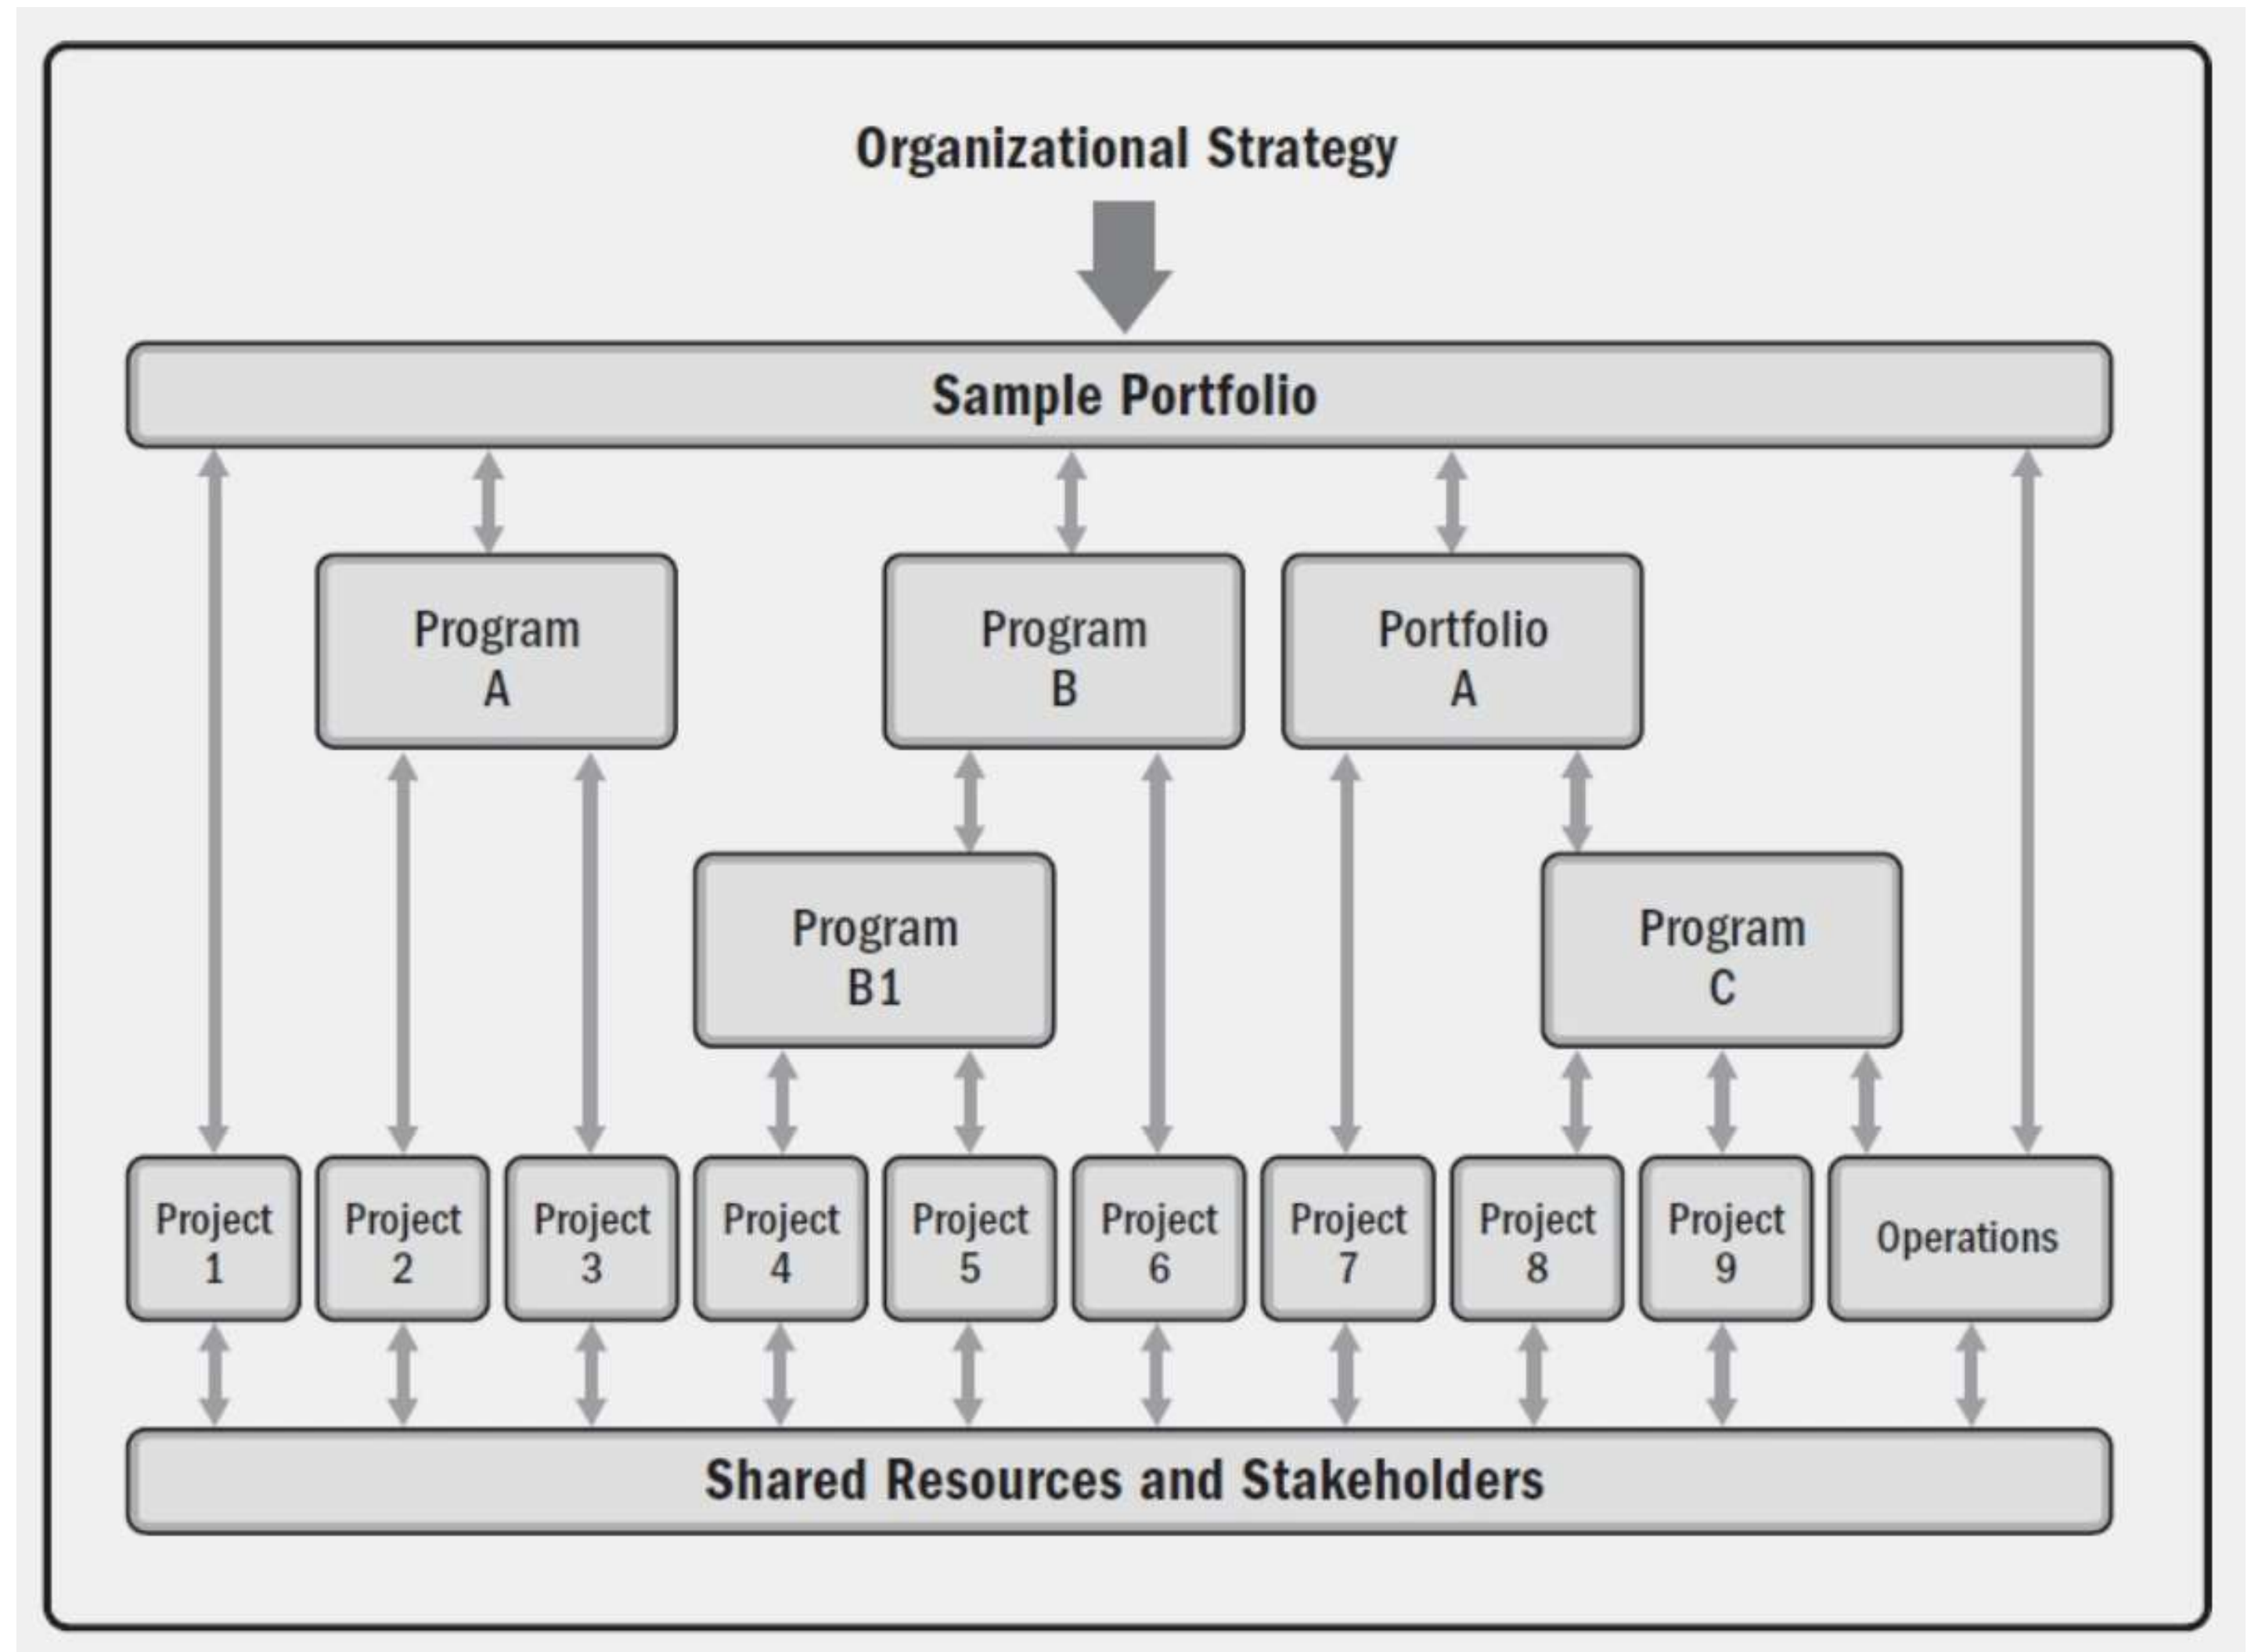 Organizational Strategy
Sample Portfolio
Program
A
Program
B
Portfolio
A
Program
B1
Program
C
Project
1
Project
2
Project
3
Project
4
Project
5
Project
6
Project
7
Project
8
Project
9
Operations
Shared Resources and Stakeholders